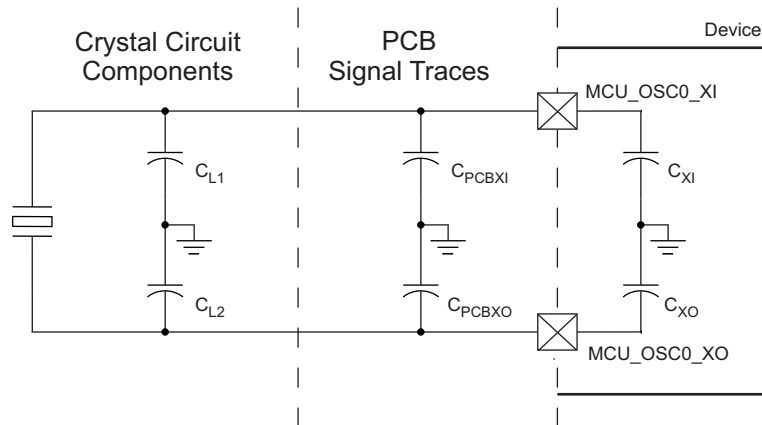 Crystal Circuit
Components
PCB
Signal Traces
Device
MCU_OSC0_XI
CL1
CPCBXI
CXI
CL2
CPCBXO
CXO
MCU_OSC0_XO